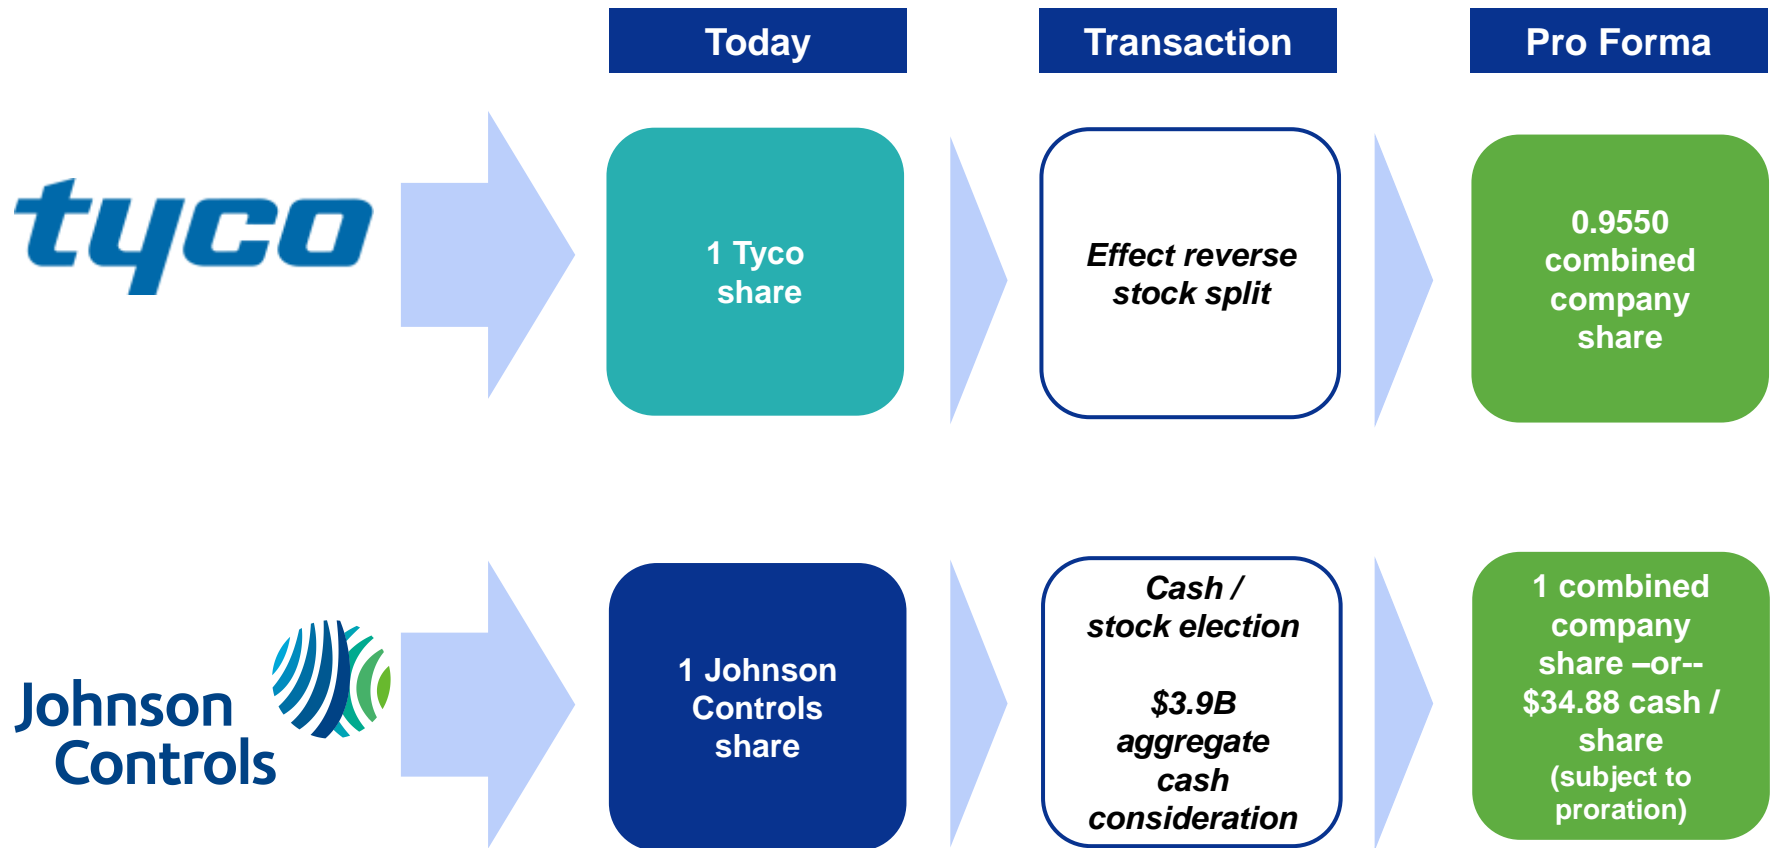 Today
Transaction
Pro Forma
tyco
1 Tyco
share
Effect reverse
stock split
0.9550
combined
company
share
Johnson
Controls
1 Johnson
Controls
share
Cash /
stock election
$3.9B
aggregate
cash
consideration
1 combined
company
share –or--
$34.88 cash /
share
(subject to
proration)